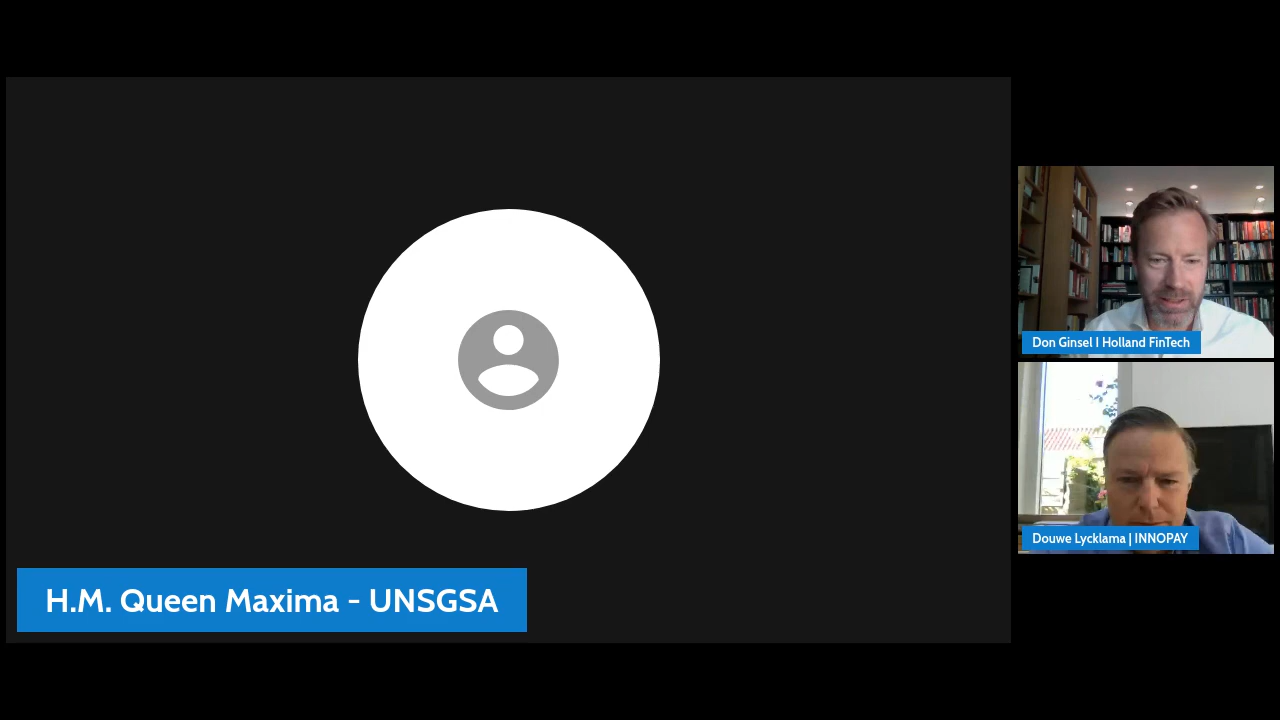 H.M. Queen Maxima - UNSGSA
Don Ginsel I Holland FinTech
Douwe Lycklama | INNOPAY